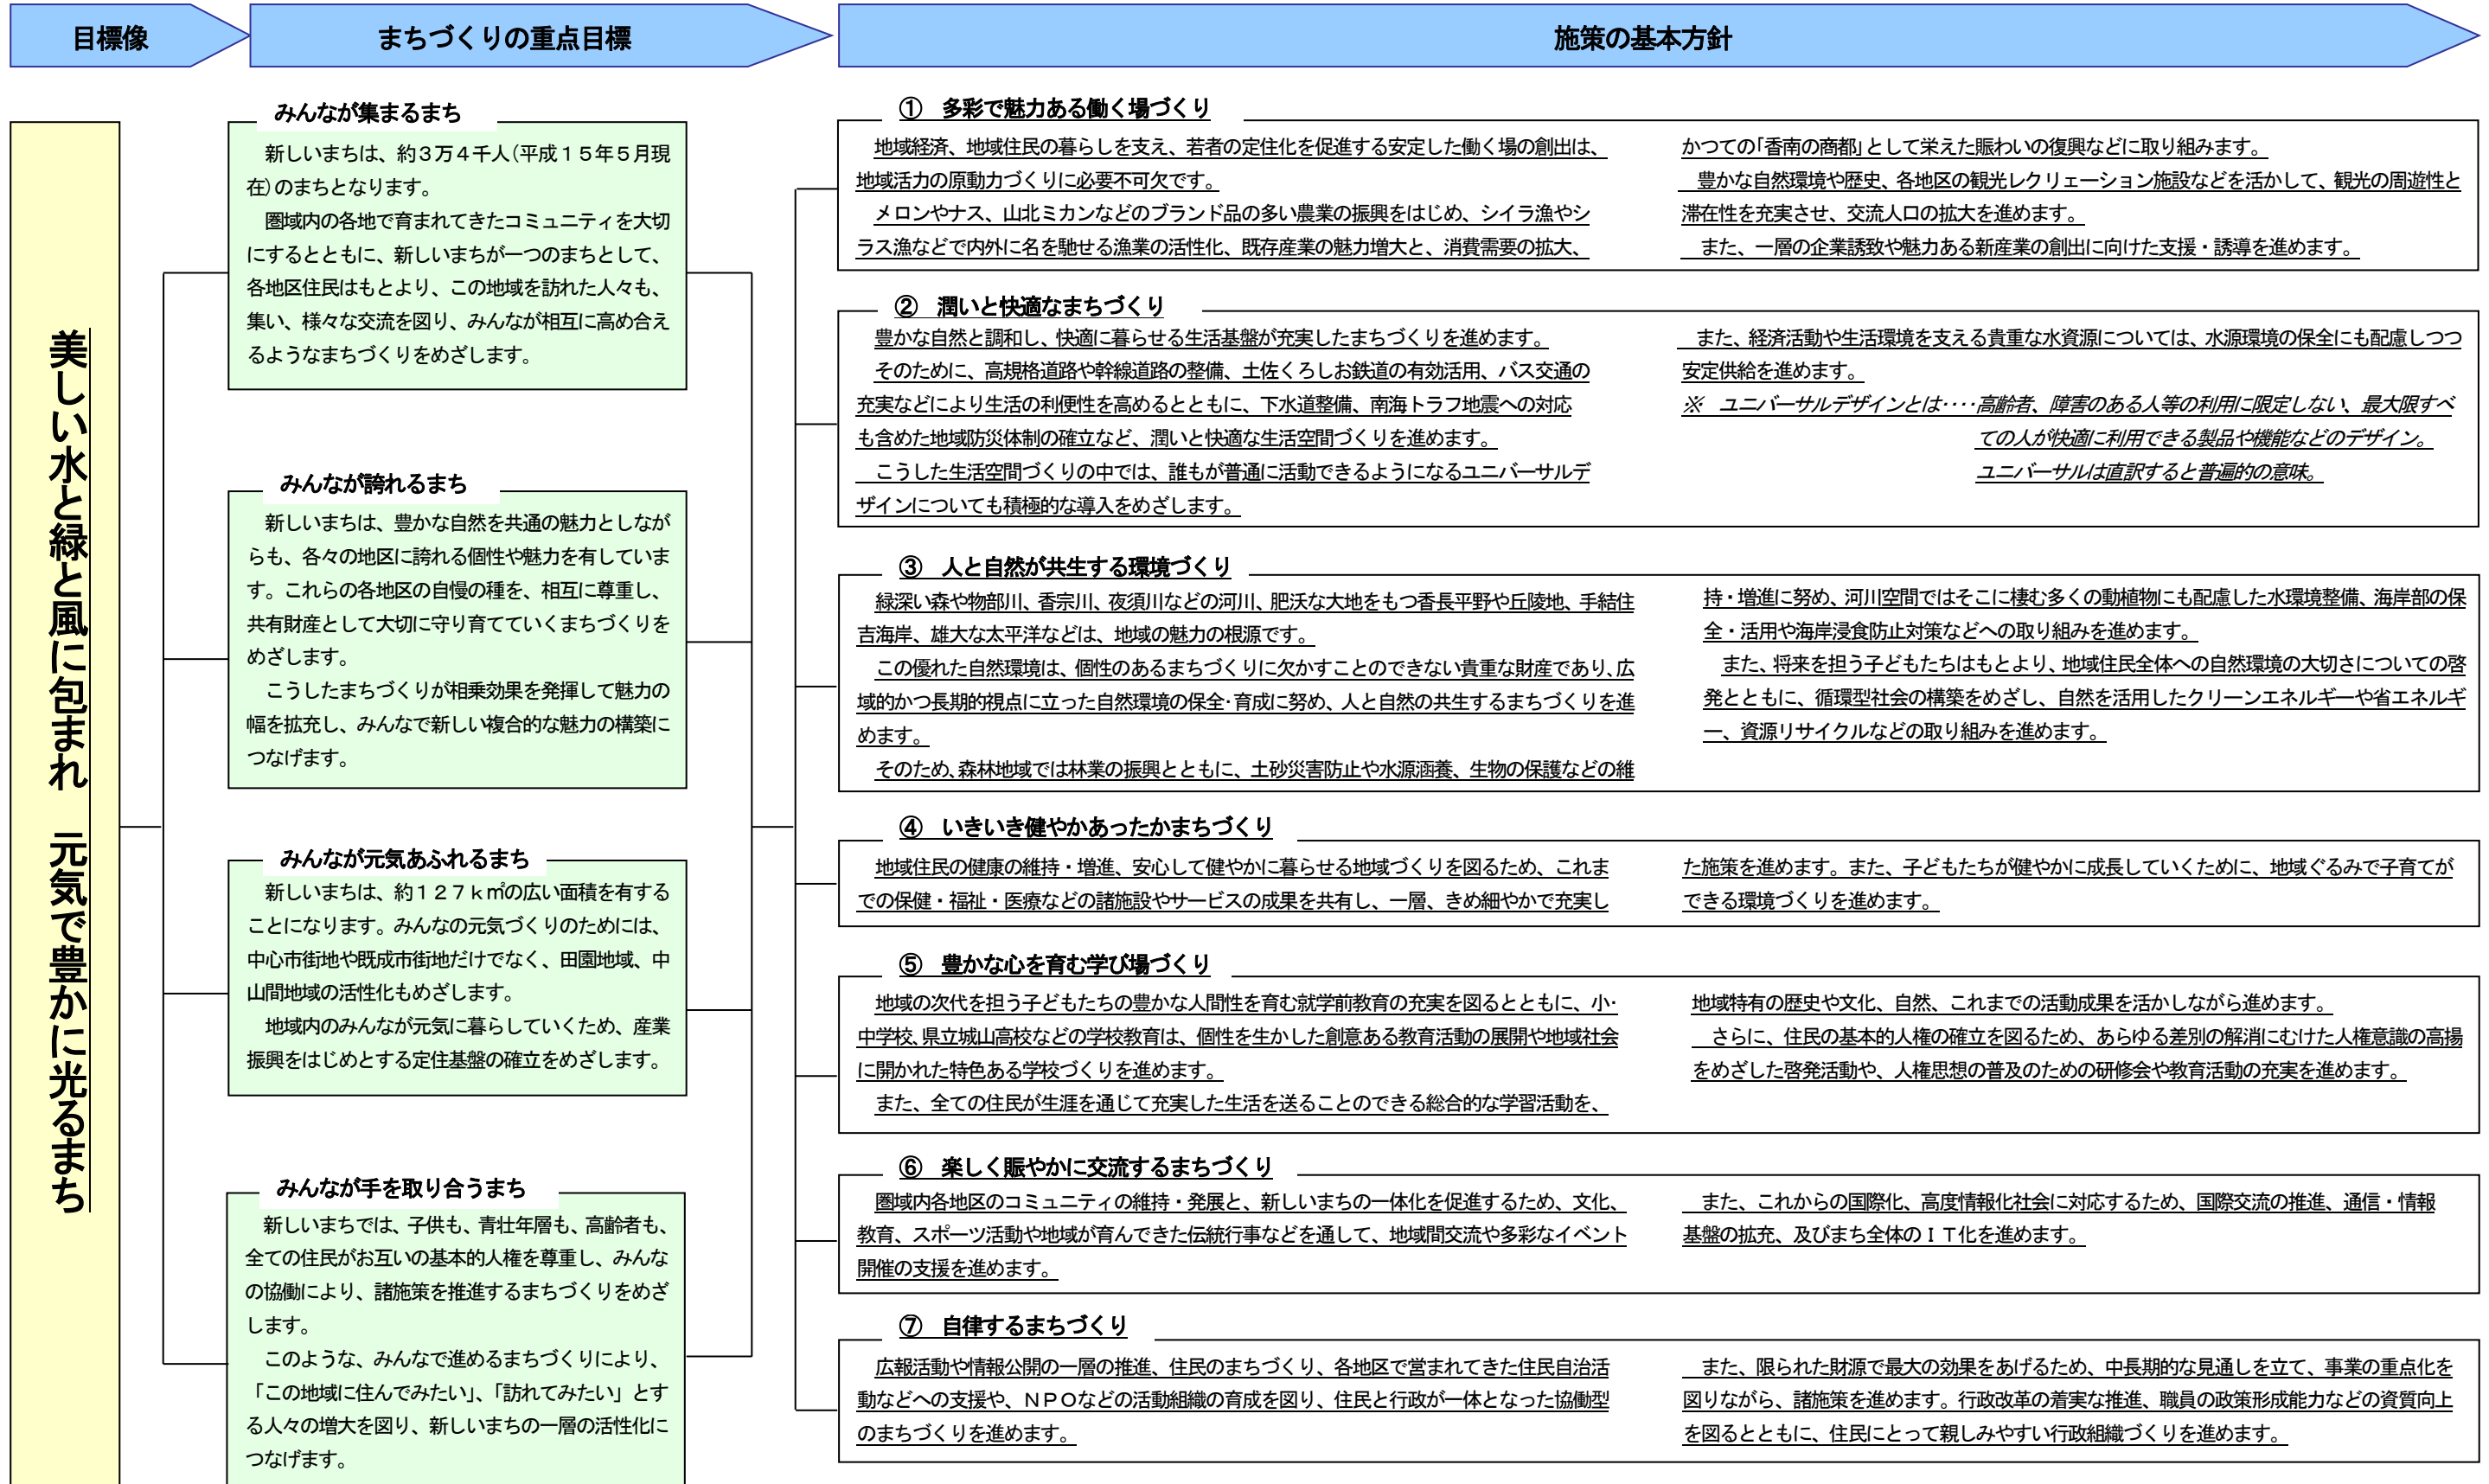 目標像
まちづくりの重点目標
施策の基本方針
美しい水と緑と風に包まれ　元気で豊かに光るまち
みんなが集まるまち
新しいまちは、約３万４千人（平成１５年５月現
在）のまちとなります。
圏域内の各地で育まれてきたコミュニティを大切
にするとともに、新しいまちが一つのまちとして、
各地区住民はもとより、この地域を訪れた人々も、
集い、様々な交流を図り、みんなが相互に高め合え
るようなまちづくりをめざします。
みんなが誇れるまち
新しいまちは、豊かな自然を共通の魅力としなが
らも、各々の地区に誇れる個性や魅力を有していま
す。これらの各地区の自慢の種を、相互に尊重し、
共有財産として大切に守り育てていくまちづくりを
めざします。
こうしたまちづくりが相乗効果を発揮して魅力の
幅を拡充し、みんなで新しい複合的な魅力の構築に
つなげます。
みんなが元気あふれるまち
新しいまちは、約１２７ｋ㎡の広い面積を有する
ことになります。みんなの元気づくりのためには、
中心市街地や既成市街地だけでなく、田園地域、中
山間地域の活性化もめざします。
地域内のみんなが元気に暮らしていくため、産業
振興をはじめとする定住基盤の確立をめざします。
みんなが手を取り合うまち
新しいまちでは、子供も、青壮年層も、高齢者も、
全ての住民がお互いの基本的人権を尊重し、みんな
の協働により、諸施策を推進するまちづくりをめざ
します。
このような、みんなで進めるまちづくりにより、
「この地域に住んでみたい」、「訪れてみたい」とす
る人々の増大を図り、新しいまちの一層の活性化に
つなげます。
①　多彩で魅力ある働く場づくり
地域経済、地域住民の暮らしを支え、若者の定住化を促進する安定した働く場の創出は、
地域活力の原動力づくりに必要不可欠です。
メロンやナス、山北ミカンなどのブランド品の多い農業の振興をはじめ、シイラ漁やシ
ラス漁などで内外に名を馳せる漁業の活性化、既存産業の魅力増大と、消費需要の拡大、
かつての「香南の商都」として栄えた賑わいの復興などに取り組みます。
豊かな自然環境や歴史、各地区の観光レクリェーション施設などを活かして、観光の周遊性と
滞在性を充実させ、交流人口の拡大を進めます。
また、一層の企業誘致や魅力ある新産業の創出に向けた支援・誘導を進めます。
②　潤いと快適なまちづくり
豊かな自然と調和し、快適に暮らせる生活基盤が充実したまちづくりを進めます。
そのために、高規格道路や幹線道路の整備、土佐くろしお鉄道の有効活用、バス交通の
充実などにより生活の利便性を高めるとともに、下水道整備、南海トラフ地震への対応
も含めた地域防災体制の確立など、潤いと快適な生活空間づくりを進めます。
こうした生活空間づくりの中では、誰もが普通に活動できるようになるユニバーサルデ
ザインについても積極的な導入をめざします。
また、経済活動や生活環境を支える貴重な水資源については、水源環境の保全にも配慮しつつ
安定供給を進めます。
※　ユニバーサルデザインとは‥‥高齢者、障害のある人等の利用に限定しない、最大限すべ
ての人が快適に利用できる製品や機能などのデザイン。
ユニバーサルは直訳すると普遍的の意味。
③　人と自然が共生する環境づくり
緑深い森や物部川、香宗川、夜須川などの河川、肥沃な大地をもつ香長平野や丘陵地、手結住
吉海岸、雄大な太平洋などは、地域の魅力の根源です。
この優れた自然環境は、個性のあるまちづくりに欠かすことのできない貴重な財産であり、広
域的かつ長期的視点に立った自然環境の保全・育成に努め、人と自然の共生するまちづくりを進
めます。
そのため、森林地域では林業の振興とともに、土砂災害防止や水源涵養、生物の保護などの維
持・増進に努め、河川空間ではそこに棲む多くの動植物にも配慮した水環境整備、海岸部の保
全・活用や海岸浸食防止対策などへの取り組みを進めます。
また、将来を担う子どもたちはもとより、地域住民全体への自然環境の大切さについての啓
発とともに、循環型社会の構築をめざし、自然を活用したクリーンエネルギーや省エネルギ
ー、資源リサイクルなどの取り組みを進めます。
④　いきいき健やかあったかまちづくり
地域住民の健康の維持・増進、安心して健やかに暮らせる地域づくりを図るため、これま
での保健・福祉・医療などの諸施設やサービスの成果を共有し、一層、きめ細やかで充実し
た施策を進めます。また、子どもたちが健やかに成長していくために、地域ぐるみで子育てが
できる環境づくりを進めます。
⑤　豊かな心を育む学び場づくり
地域の次代を担う子どもたちの豊かな人間性を育む就学前教育の充実を図るとともに、小・
中学校、県立城山高校などの学校教育は、個性を生かした創意ある教育活動の展開や地域社会
に開かれた特色ある学校づくりを進めます。
また、全ての住民が生涯を通じて充実した生活を送ることのできる総合的な学習活動を、
地域特有の歴史や文化、自然、これまでの活動成果を活かしながら進めます。
さらに、住民の基本的人権の確立を図るため、あらゆる差別の解消にむけた人権意識の高揚
をめざした啓発活動や、人権思想の普及のための研修会や教育活動の充実を進めます。
⑥　楽しく賑やかに交流するまちづくり
圏域内各地区のコミュニティの維持・発展と、新しいまちの一体化を促進するため、文化、
教育、スポーツ活動や地域が育んできた伝統行事などを通して、地域間交流や多彩なイベント
開催の支援を進めます。
また、これからの国際化、高度情報化社会に対応するため、国際交流の推進、通信・情報
基盤の拡充、及びまち全体のＩＴ化を進めます。
⑦　自律するまちづくり
広報活動や情報公開の一層の推進、住民のまちづくり、各地区で営まれてきた住民自治活
動などへの支援や、ＮＰＯなどの活動組織の育成を図り、住民と行政が一体となった協働型
のまちづくりを進めます。
また、限られた財源で最大の効果をあげるため、中長期的な見通しを立て、事業の重点化を
図りながら、諸施策を進めます。行政改革の着実な推進、職員の政策形成能力などの資質向上
を図るとともに、住民にとって親しみやすい行政組織づくりを進めます。